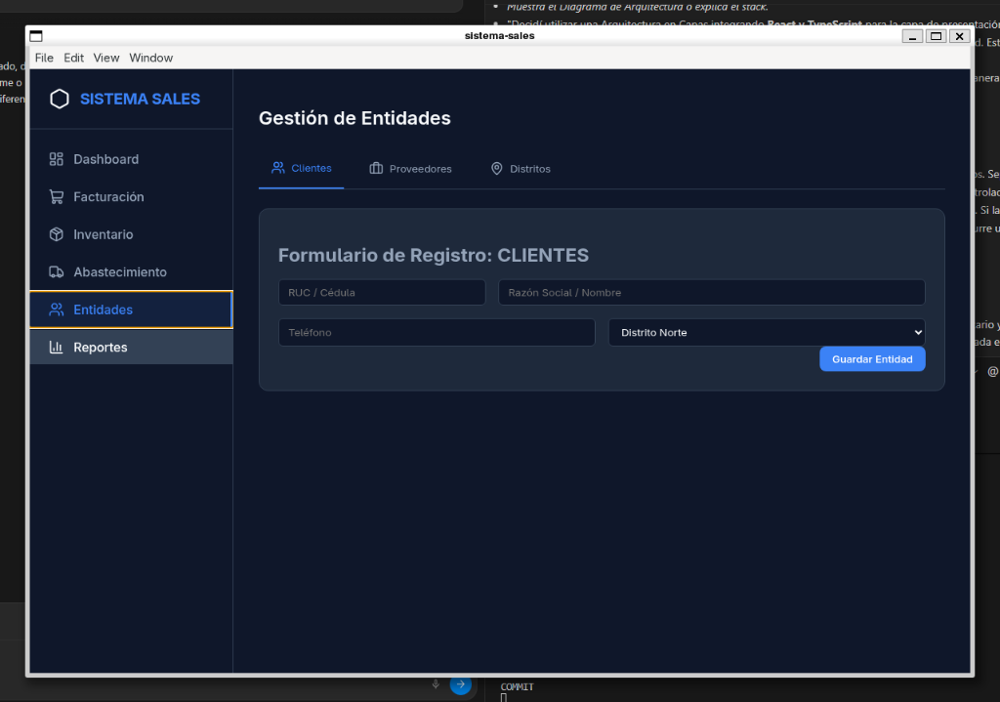 Muestra el Diagrama de Arquitectura o explica el stack.
"Decidí utilizar una Arquitectura en Capas integrando React y TypeScript para la capa de presentación
sistema-sales
File Edit View Window
SISTEMA SALES
Dashboard
Facturación
Inventario
Abastecimiento
Entidades
Reportes
Gestión de Entidades
Clientes Proveedores Distritos
Formulario de Registro: CLIENTES
RUC / Cédula Razón Social / Nombre
Teléfono Distrito Norte
Guardar Entidad
COMMIT